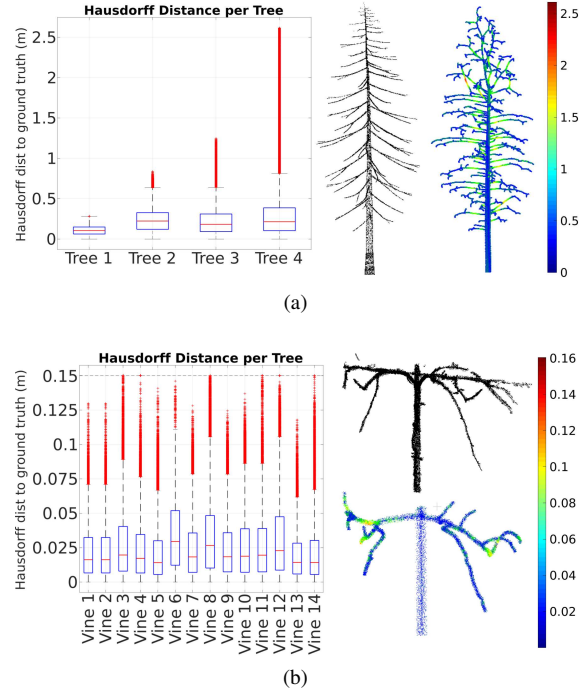 Hausdorff Distance per Tree
Hausdorff dist to ground truth (m)
2.5
2
1.5
1
0.5
0
Tree 1 Tree 2 Tree 3 Tree 4
2.5
2
1.5
1
0.5
0
(a)
Hausdorff Distance per Tree
Hausdorff dist to ground truth (m)
0.15
0.125
0.1
0.075
0.05
0.025
0
Vine 1
Vine 2
Vine 3
Vine 4
Vine 5
Vine 6
Vine 7
Vine 8
Vine 9
Vine 10
Vine 11
Vine 12
Vine 13
Vine 14
0.16
0.14
0.12
0.10
0.08
0.06
0.04
0.02
(b)